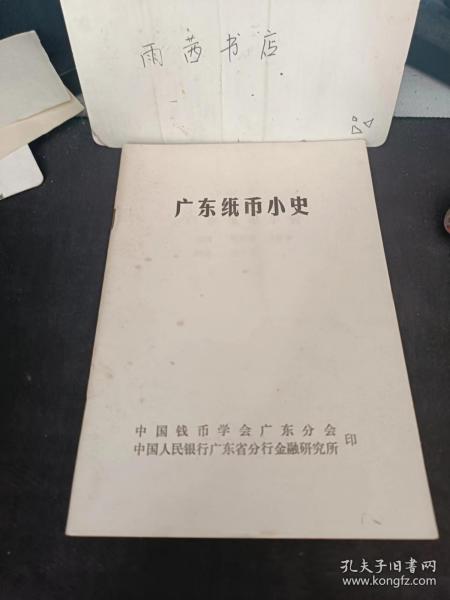 雨茜书店
广东纸币小史
中国钱币学会广东分会
中国人民银行广东省分行金融研究所 印
孔夫子旧书网
www.kongfz.com